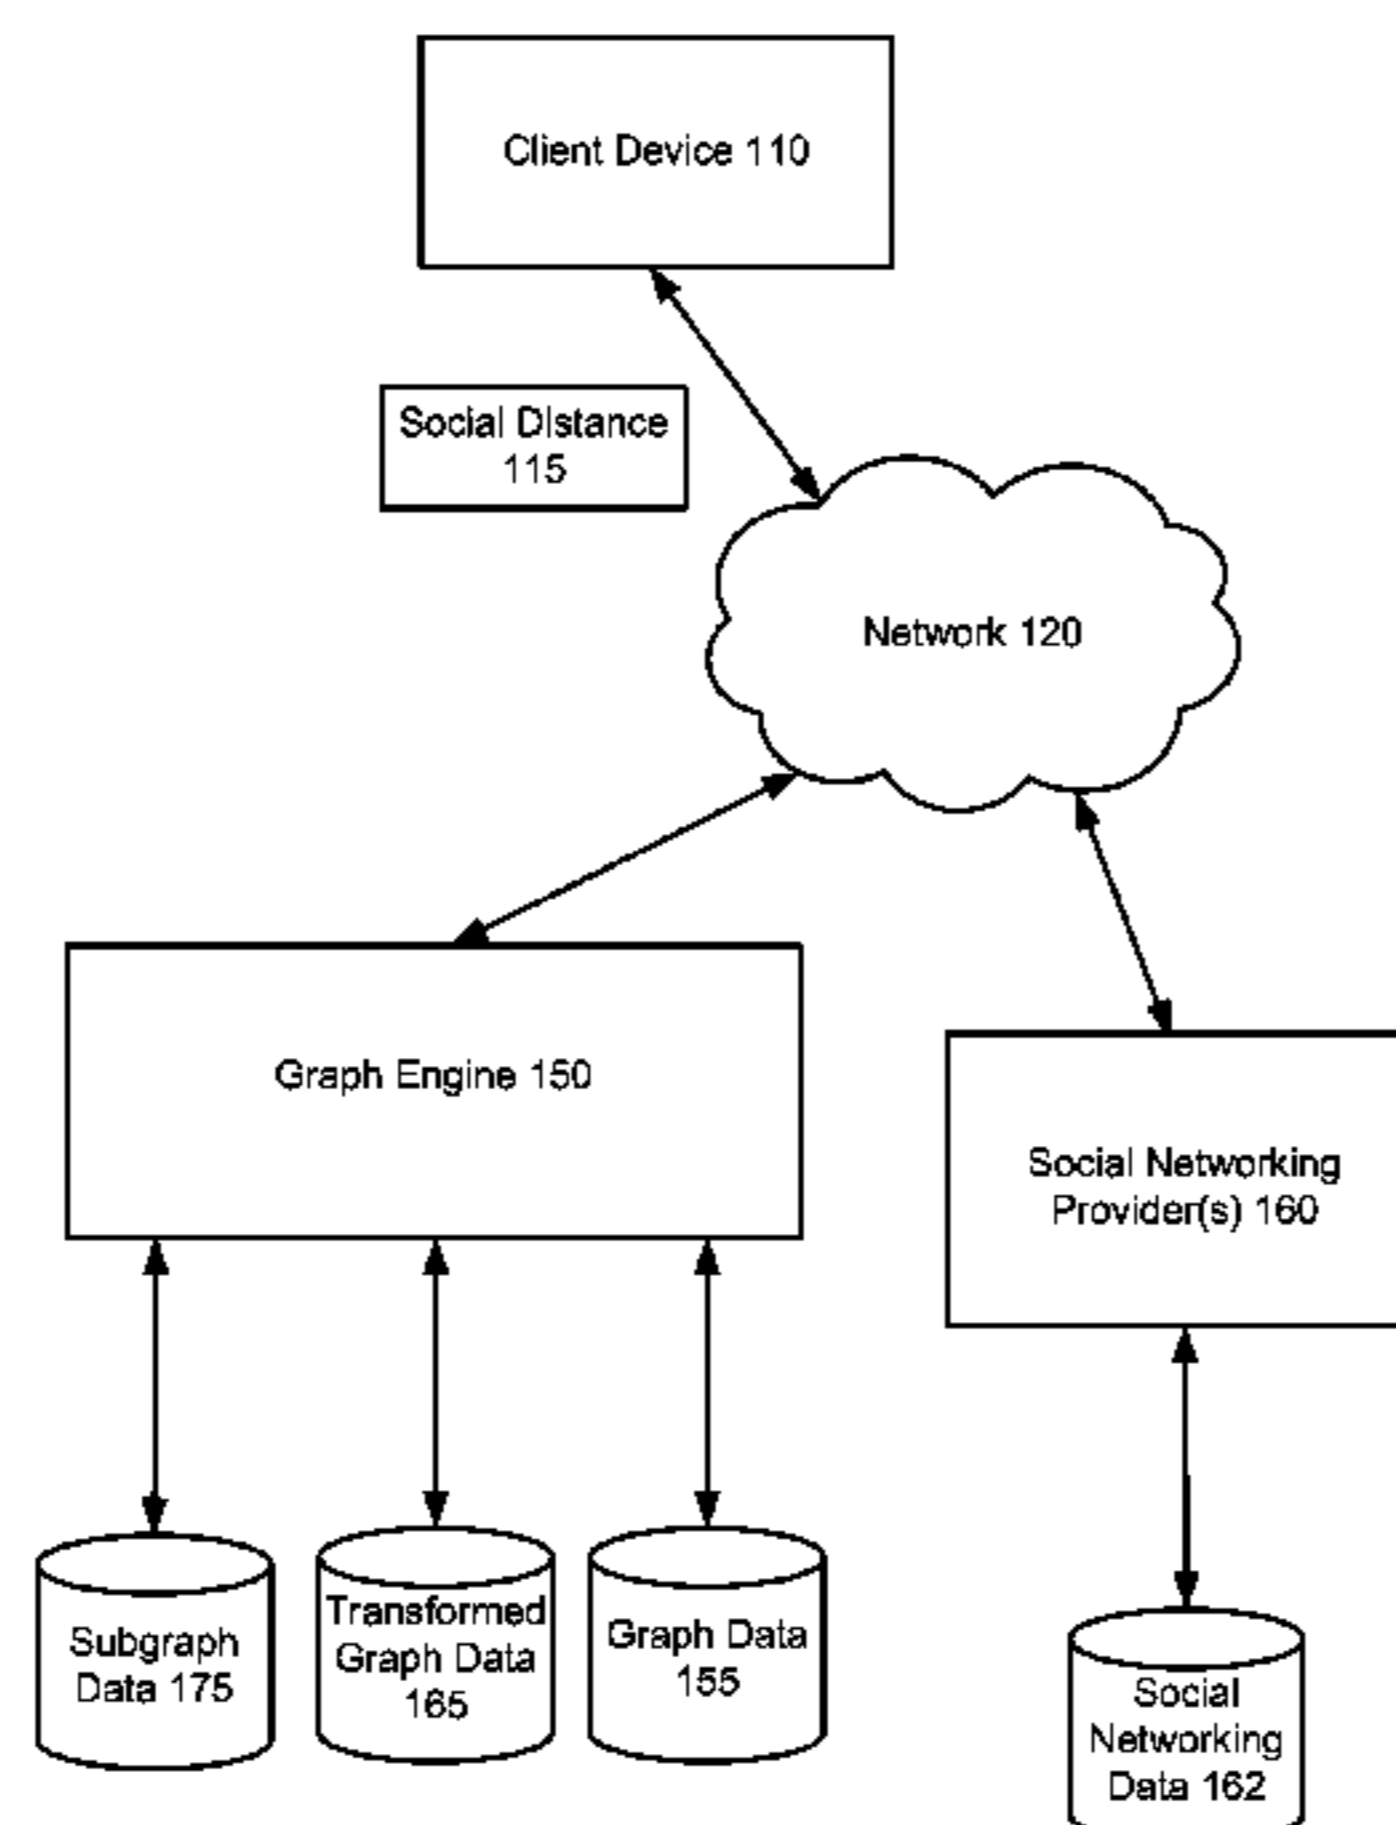 Client Device 110
Social Distance
115
Network 120
Graph Engine 150
Social Networking
Provider(s) 160
Subgraph
Data 175
Transformed
Graph Data
165
Graph Data
155
Social
Networking
Data 162